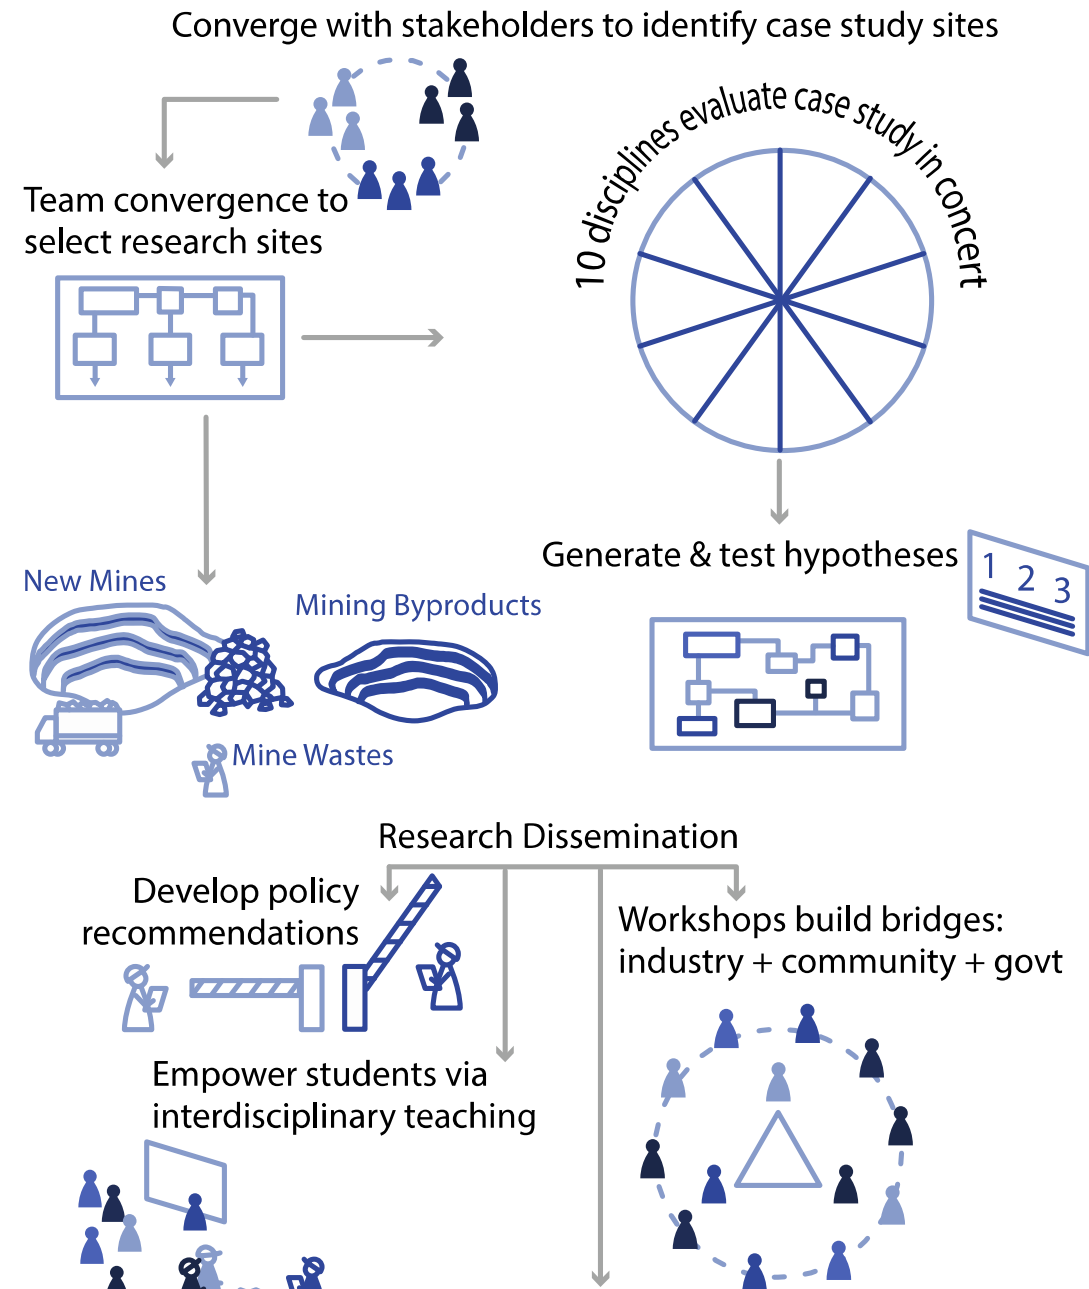 Converge with stakeholders to identify case study sites
Team convergence to
select research sites
10 disciplines evaluate case study in concert
Generate & test hypotheses
1 2 3
New Mines
Mining Byproducts
Mine Wastes
Research Dissemination
Develop policy
recommendations
Workshops build bridges:
industry + community + govt
Empower students via
interdisciplinary teaching